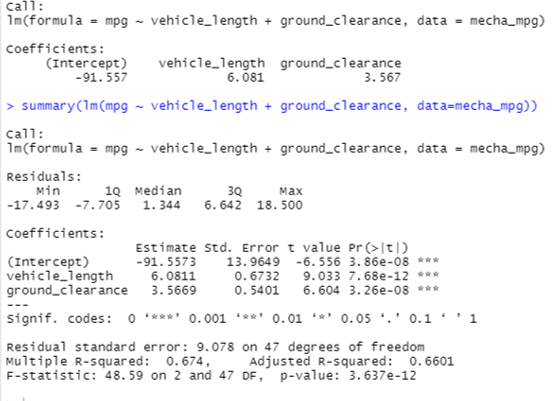 Call:
lm(formula = mpg ~ vehicle_length + ground_clearance, data = mecha_mpg)
Coefficients:
(Intercept) vehicle_length ground_clearance
-91.557 6.081 3.567
> summary(lm(mpg ~ vehicle_length + ground_clearance, data=mecha_mpg))
Call:
lm(formula = mpg ~ vehicle_length + ground_clearance, data = mecha_mpg)
Residuals:
Min 1Q Median 3Q Max
-17.493 -7.705 1.344 6.642 18.500
Coefficients:
Estimate Std. Error t value Pr(>|t|)
(Intercept) -91.5573 13.9649 -6.556 3.86e-08 ***
vehicle_length 6.0811 0.6732 9.033 7.68e-12 ***
ground_clearance 3.5669 0.5401 6.604 3.26e-08 ***
---
Signif. codes: 0 ‘***’ 0.001 ‘**’ 0.01 ‘*’ 0.05 ‘.’ 0.1 ‘ ’ 1
Residual standard error: 9.078 on 47 degrees of freedom
Multiple R-squared: 0.674, Adjusted R-squared: 0.6601
F-statistic: 48.59 on 2 and 47 DF, p-value: 3.637e-12